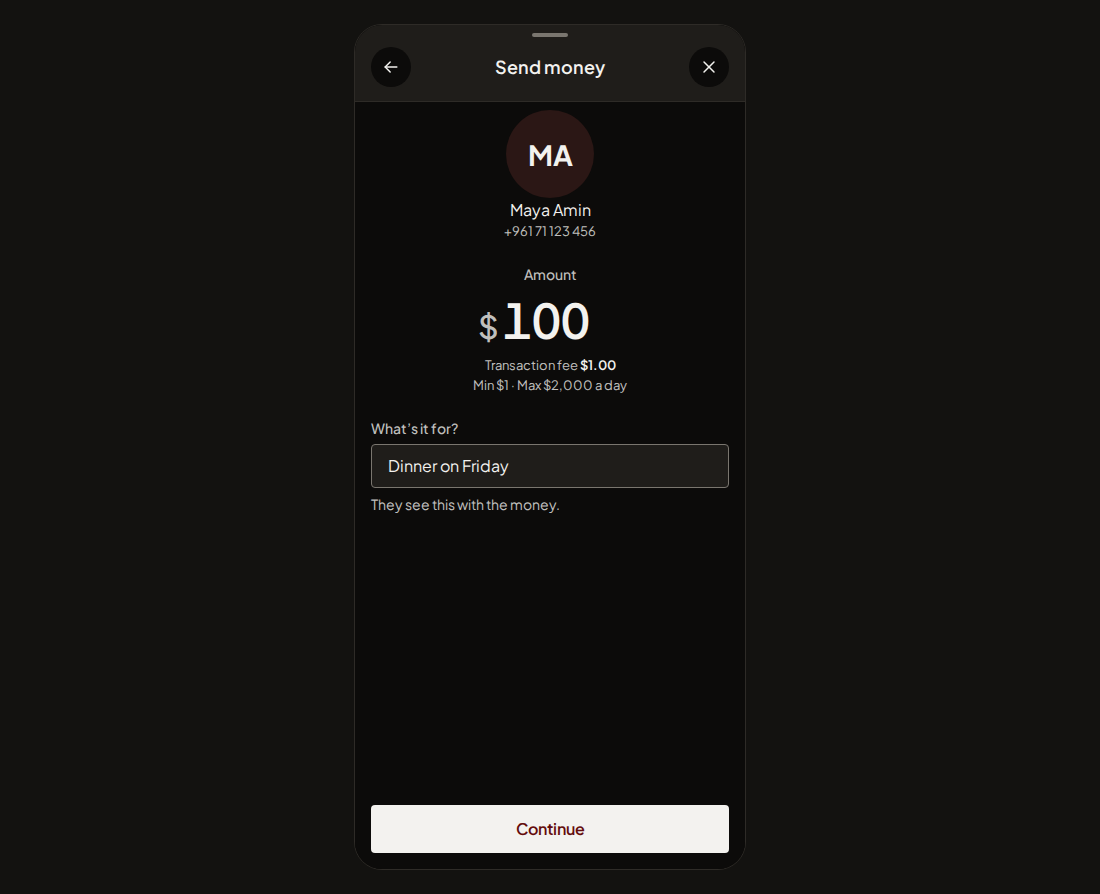 Send money
MA
Maya Amin
+961 71 123 456
Amount
$100
Transaction fee $1.00
Min $1 · Max $2,000 a day
What's it for?
Dinner on Friday
They see this with the money.
Continue